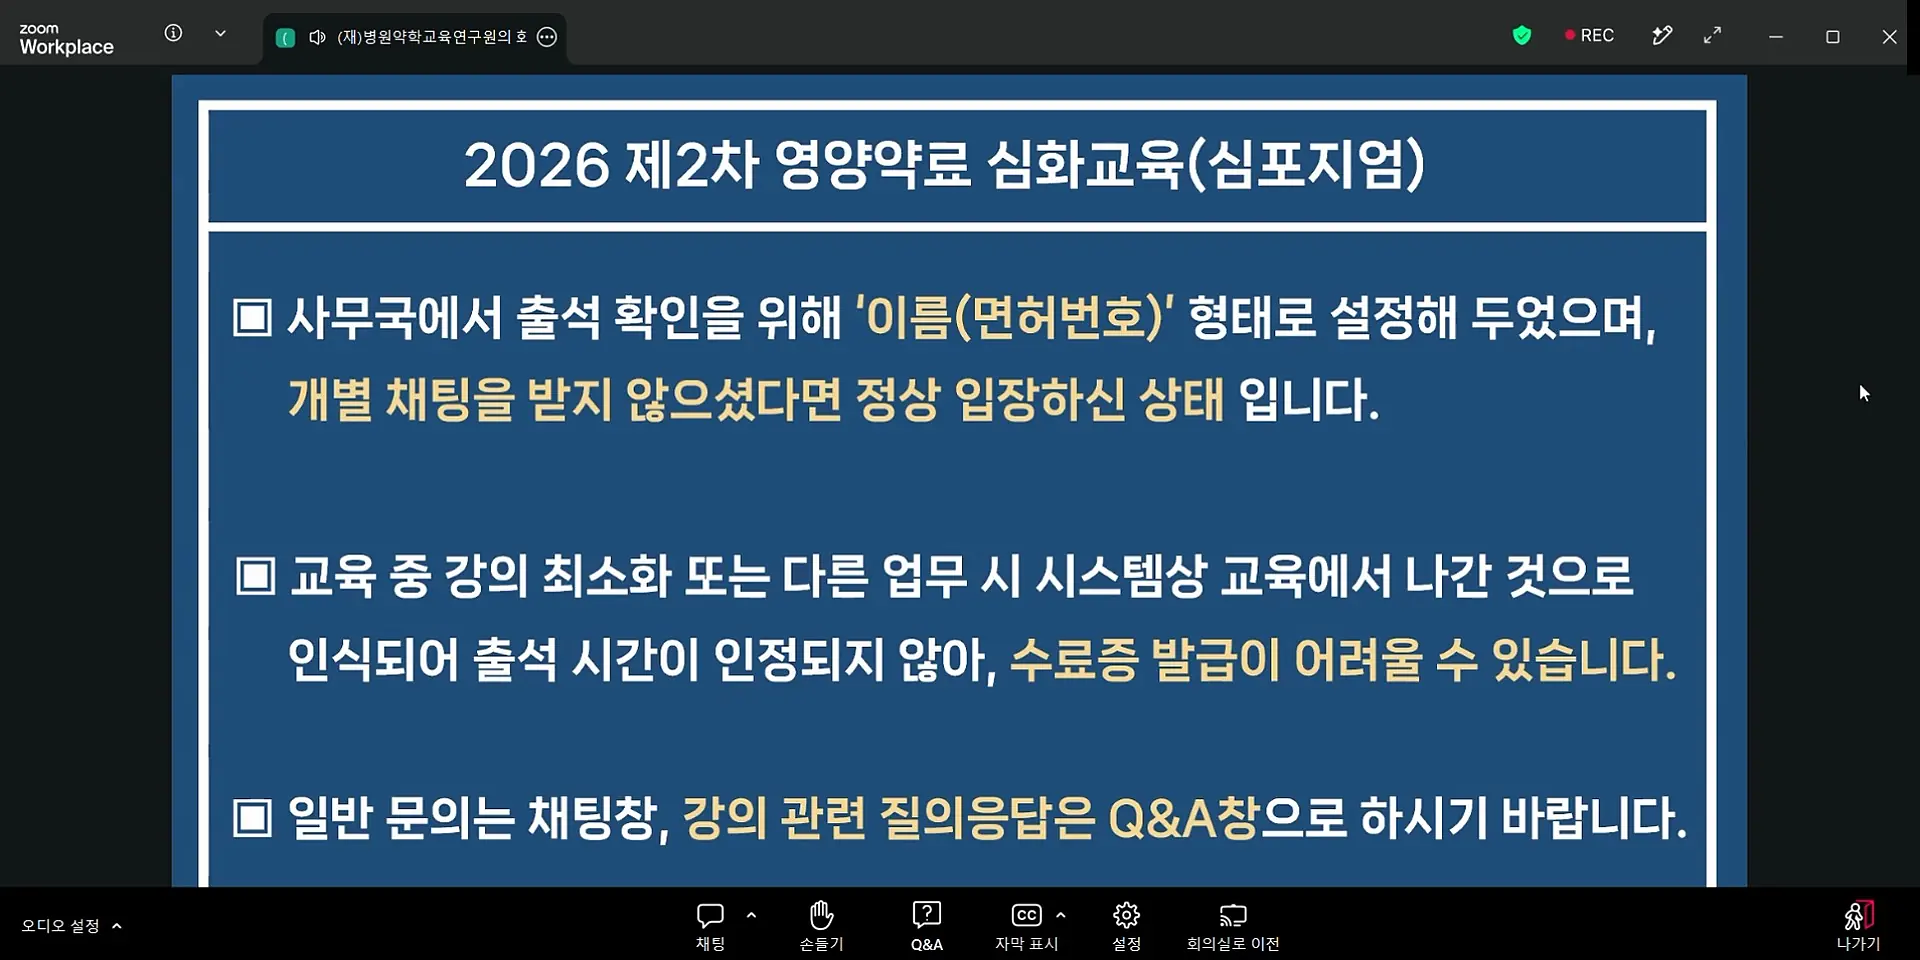 zoom
Workplace
(재)병원약학교육연구원의 호
REC
2026 제2차 영양약료 심화교육(심포지엄)
▣ 사무국에서 출석 확인을 위해 '이름(면허번호)' 형태로 설정해 두었으며,
개별 채팅을 받지 않으셨다면 정상 입장하신 상태 입니다.
▣ 교육 중 강의 최소화 또는 다른 업무 시 시스템상 교육에서 나간 것으로
인식되어 출석 시간이 인정되지 않아, 수료증 발급이 어려울 수 있습니다.
▣ 일반 문의는 채팅창, 강의 관련 질의응답은 Q&A창으로 하시기 바랍니다.
오디오 설정
채팅
손들기
Q&A
CC
자막 표시
설정
회의실로 이전
나가기